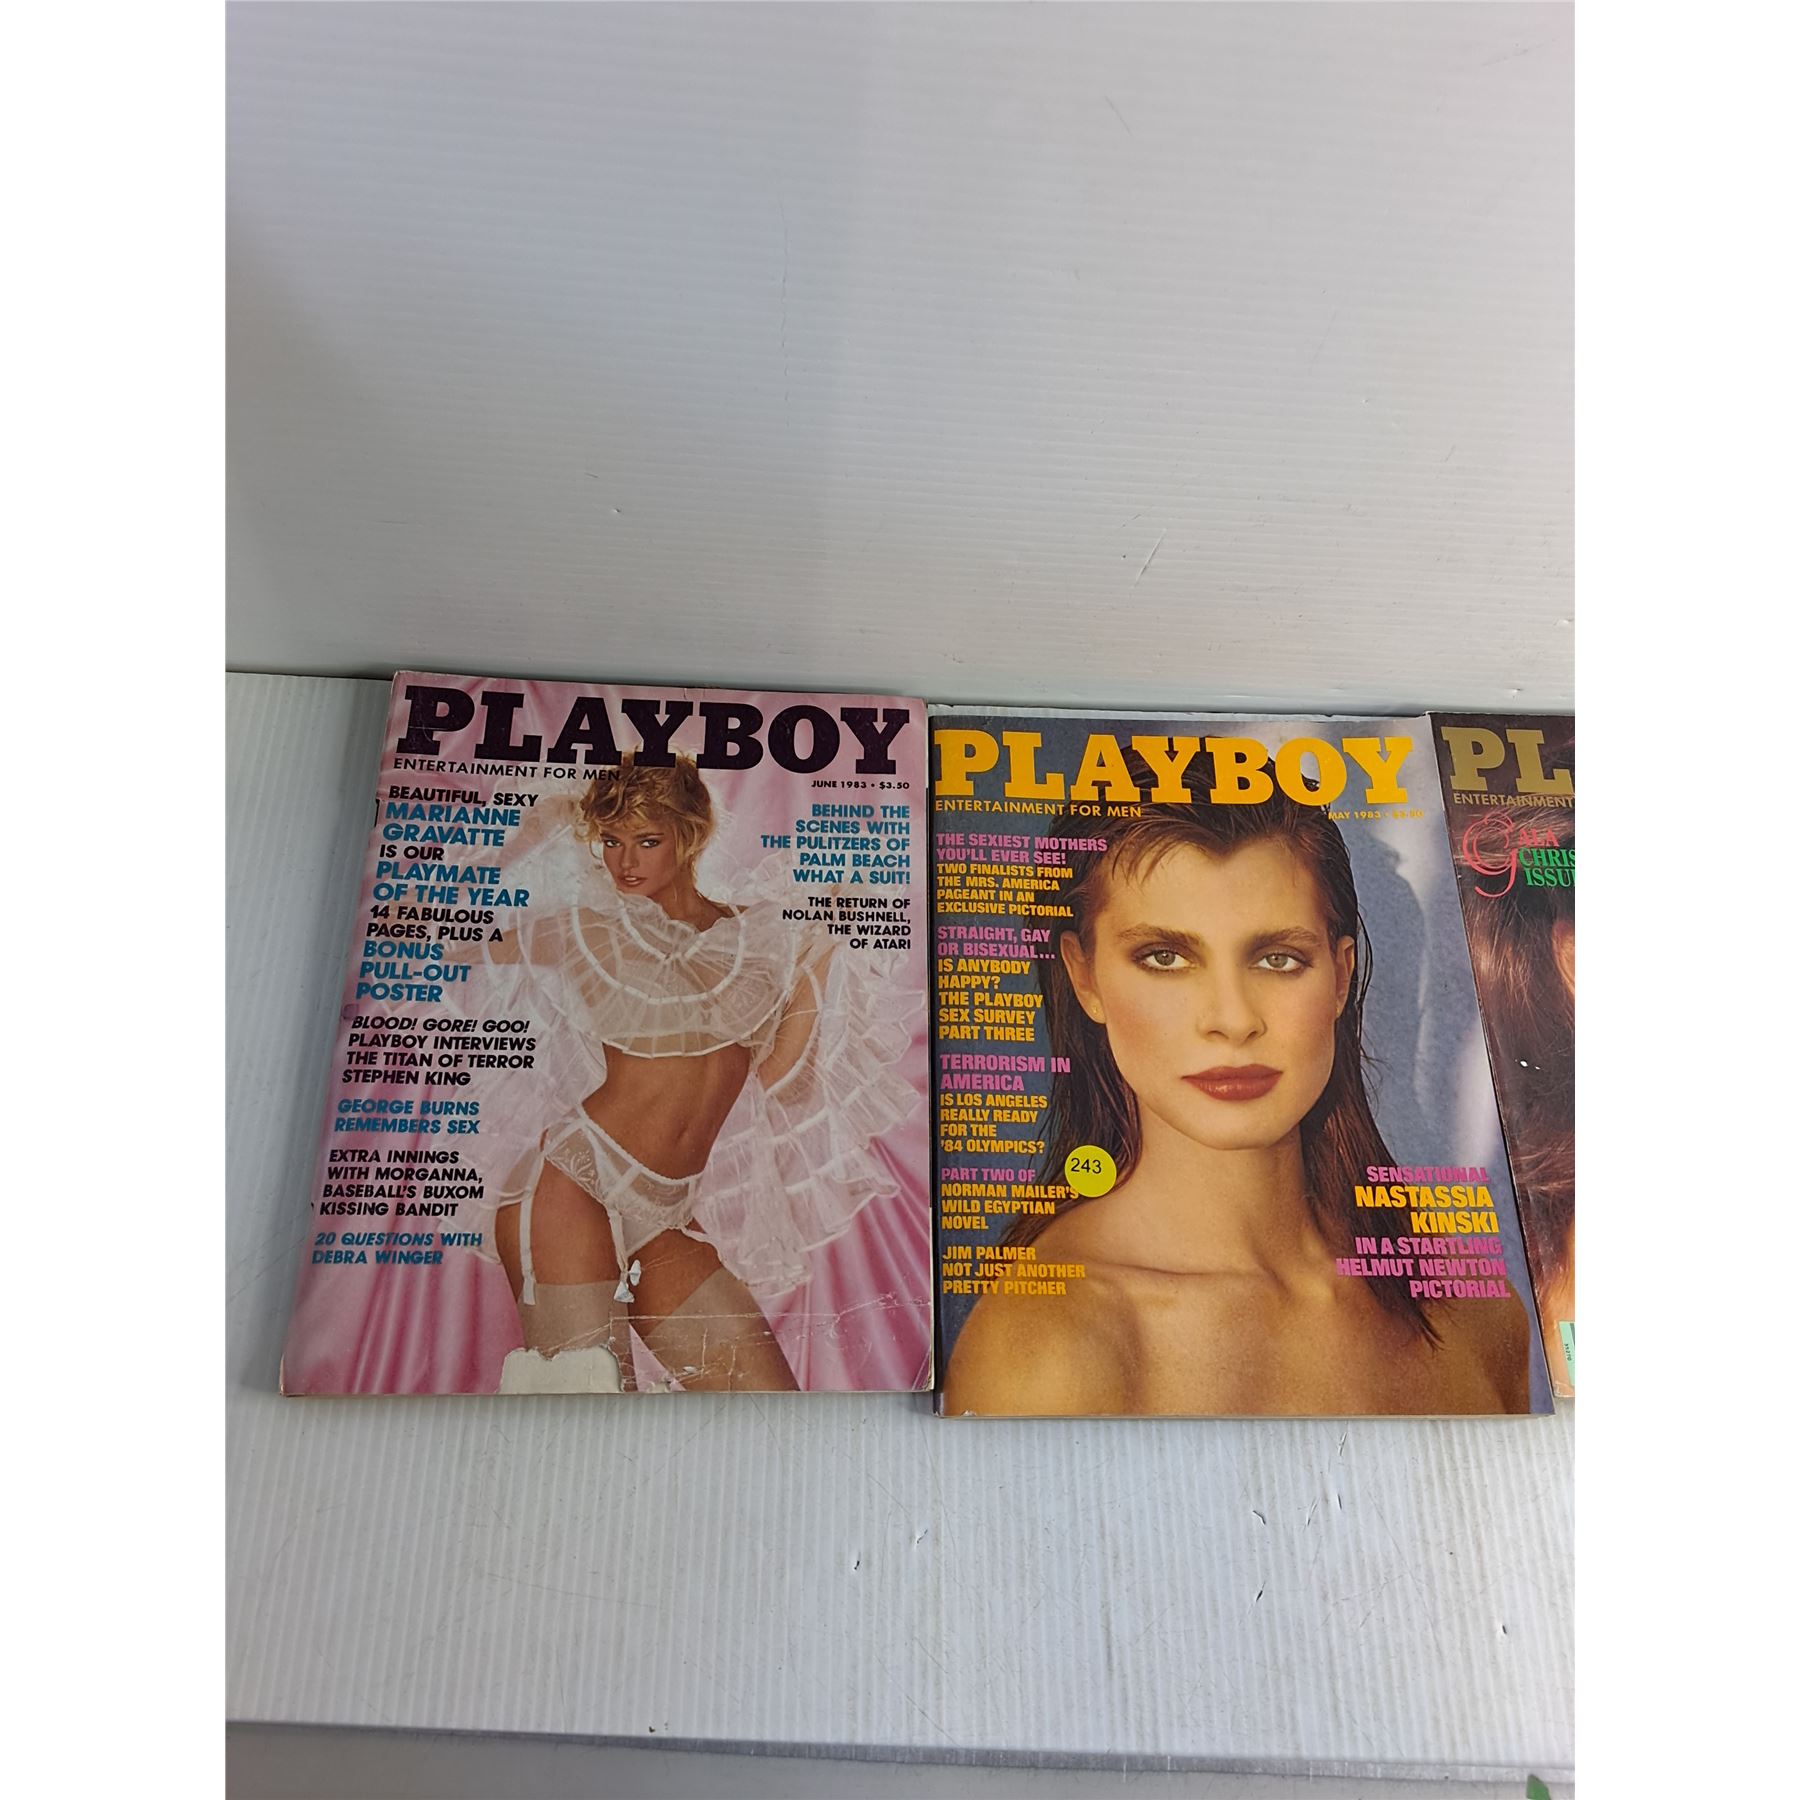 PLAYBOY
ENTERTAINMENT FOR MEN
JUNE 1983 • $3.50
BEAUTIFUL, SEXY
MARIANNE
GRAVATTE
IS OUR
PLAYMATE
OF THE YEAR
14 FABULOUS
PAGES, PLUS A
BONUS
PULL-OUT
POSTER
BLOOD! GORE! GOO!
PLAYBOY INTERVIEWS
THE TITAN OF TERROR
STEPHEN KING
GEORGE BURNS
REMEMBERS SEX
EXTRA INNINGS
WITH MORGANNA,
BASEBALL'S BUXOM
KISSING BANDIT
20 QUESTIONS WITH
DEBRA WINGER
BEHIND THE
SCENES WITH
THE PULITZERS OF
PALM BEACH
WHAT A SUIT!
THE RETURN OF
NOLAN BUSHNELL,
THE WIZARD
OF ATARI
PLAYBOY
ENTERTAINMENT FOR MEN
MAY 1983 • $3.50
THE SEXIEST MOTHERS
YOU'LL EVER SEE!
TWO FINALISTS FROM
THE MRS. AMERICA
PAGEANT IN AN
EXCLUSIVE PICTORIAL
STRAIGHT, GAY
OR BISEXUAL...
IS ANYBODY
HAPPY?
THE PLAYBOY
SEX SURVEY
PART THREE
TERRORISM IN
AMERICA
IS LOS ANGELES
REALLY READY
FOR THE
'84 OLYMPICS?
243
PART TWO OF
NORMAN MAILER'S
WILD EGYPTIAN
NOVEL
JIM PALMER
NOT JUST ANOTHER
PRETTY PITCHER
SENSATIONAL
NASTASSIA
KINSKI
IN A STARTLING
HELMUT NEWTON
PICTORIAL
PL
ENTERTAINMENT
GALA
CHRIS
ISSU